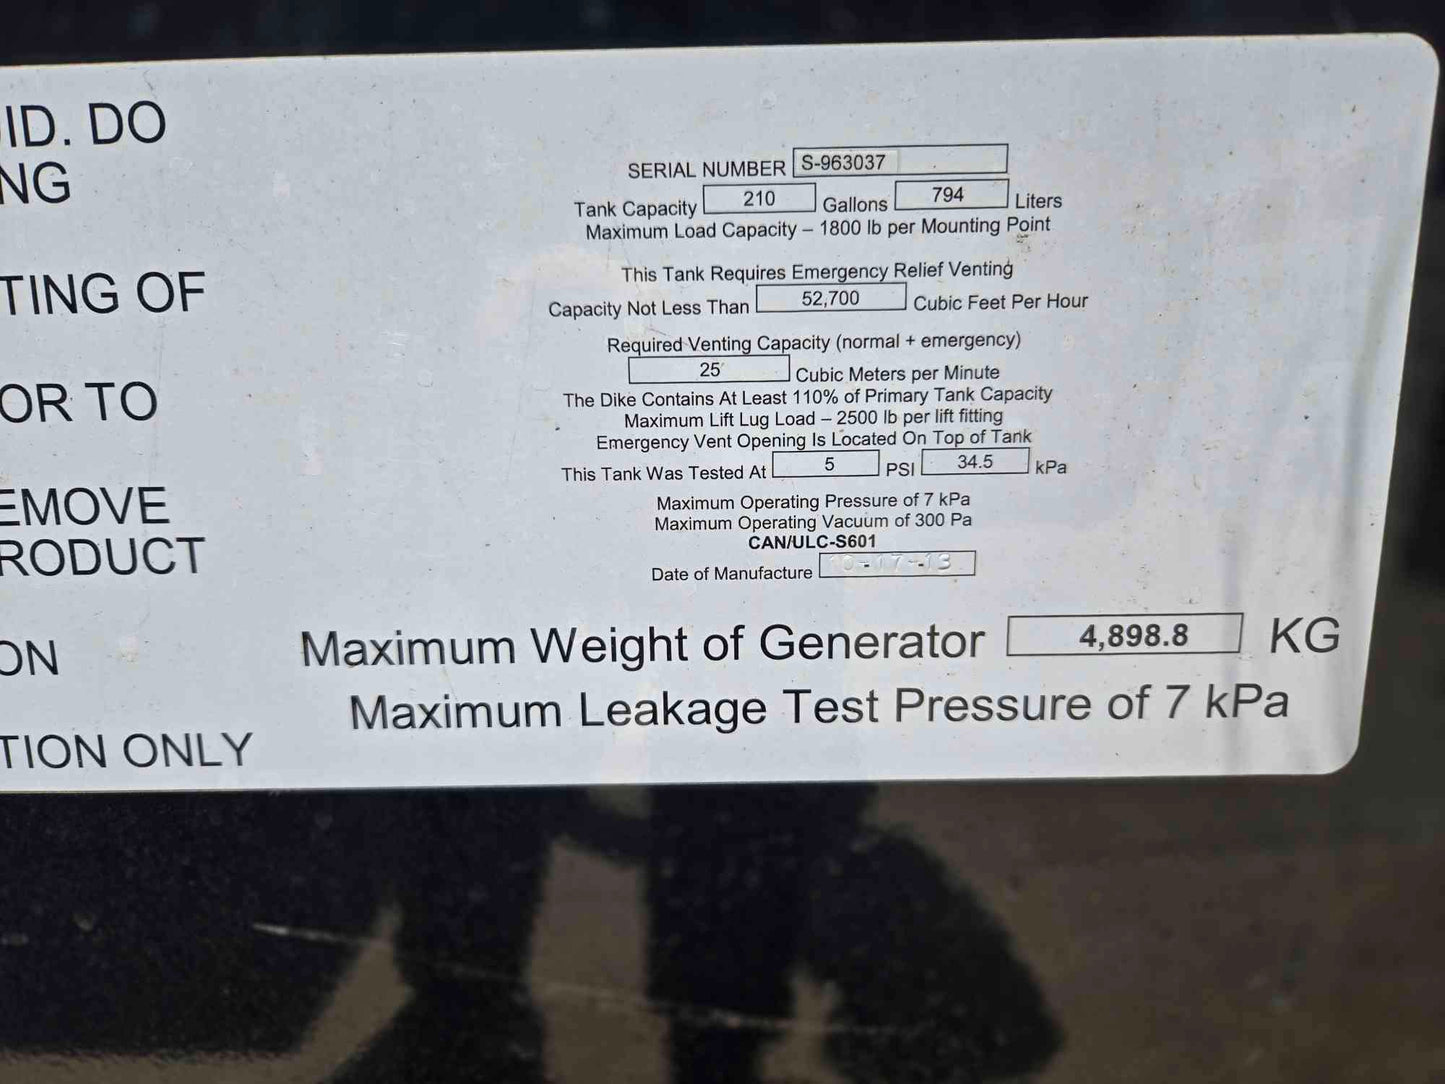 ID. DO
NG
TING OF
OR TO
EMOVE
RODUCT
ON
TION ONLY
SERIAL NUMBER S-963037
Tank Capacity 210 Gallons 794 Liters
Maximum Load Capacity – 1800 lb per Mounting Point
This Tank Requires Emergency Relief Venting
Capacity Not Less Than 52,700 Cubic Feet Per Hour
Required Venting Capacity (normal + emergency)
25 Cubic Meters per Minute
The Dike Contains At Least 110% of Primary Tank Capacity
Maximum Lift Lug Load – 2500 lb per lift fitting
Emergency Vent Opening Is Located On Top of Tank
This Tank Was Tested At 5 PSI 34.5 kPa
Maximum Operating Pressure of 7 kPa
Maximum Operating Vacuum of 300 Pa
CAN/ULC-S601
Date of Manufacture 10-17-13
Maximum Weight of Generator 4,898.8 KG
Maximum Leakage Test Pressure of 7 kPa